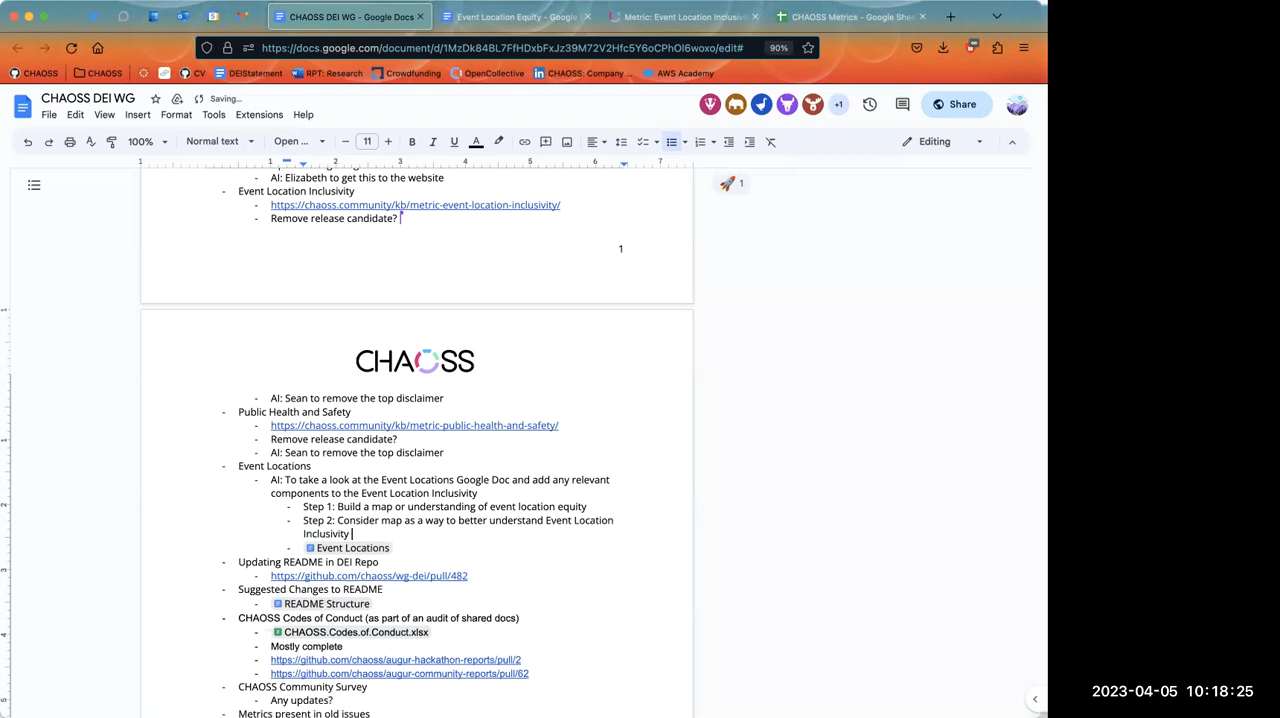 CHAOSS DEI WG - Google Docs
Event Location Equity - Google
Metric: Event Location Inclusiv
CHAOSS Metrics - Google She
https://docs.google.com/document/d/1MzDk84BL7FfHDxbFxJz39M72V2Hfc5Y6oCPhOl6woxo/edit#
90%
CHAOSS
CHAOSS
CV
DEIStatement
RPT: Research
Crowdfunding
OpenCollective
CHAOSS: Company ...
AWS Academy
CHAOSS DEI WG
Saving...
File Edit View Insert Format Tools Extensions Help
+1
Share
100%
Normal text
Open ...
11
Editing
1 1 2 3 4 5 6 7
- AI: Elizabeth to get this to the website
- Event Location Inclusivity
- https://chaoss.community/kb/metric-event-location-inclusivity/
- Remove release candidate?
1
1
CHAOSS
- AI: Sean to remove the top disclaimer
- Public Health and Safety
- https://chaoss.community/kb/metric-public-health-and-safety/
- Remove release candidate?
- AI: Sean to remove the top disclaimer
- Event Locations
- AI: To take a look at the Event Locations Google Doc and add any relevant
components to the Event Location Inclusivity
- Step 1: Build a map or understanding of event location equity
- Step 2: Consider map as a way to better understand Event Location
Inclusivity
- Event Locations
- Updating README in DEI Repo
- https://github.com/chaoss/wg-dei/pull/482
- Suggested Changes to README
- README Structure
- CHAOSS Codes of Conduct (as part of an audit of shared docs)
- CHAOSS.Codes.of.Conduct.xlsx
- Mostly complete
- https://github.com/chaoss/augur-hackathon-reports/pull/2
- https://github.com/chaoss/augur-community-reports/pull/62
- CHAOSS Community Survey
- Any updates?
- Metrics present in old issues
2023-04-05 10:18:25